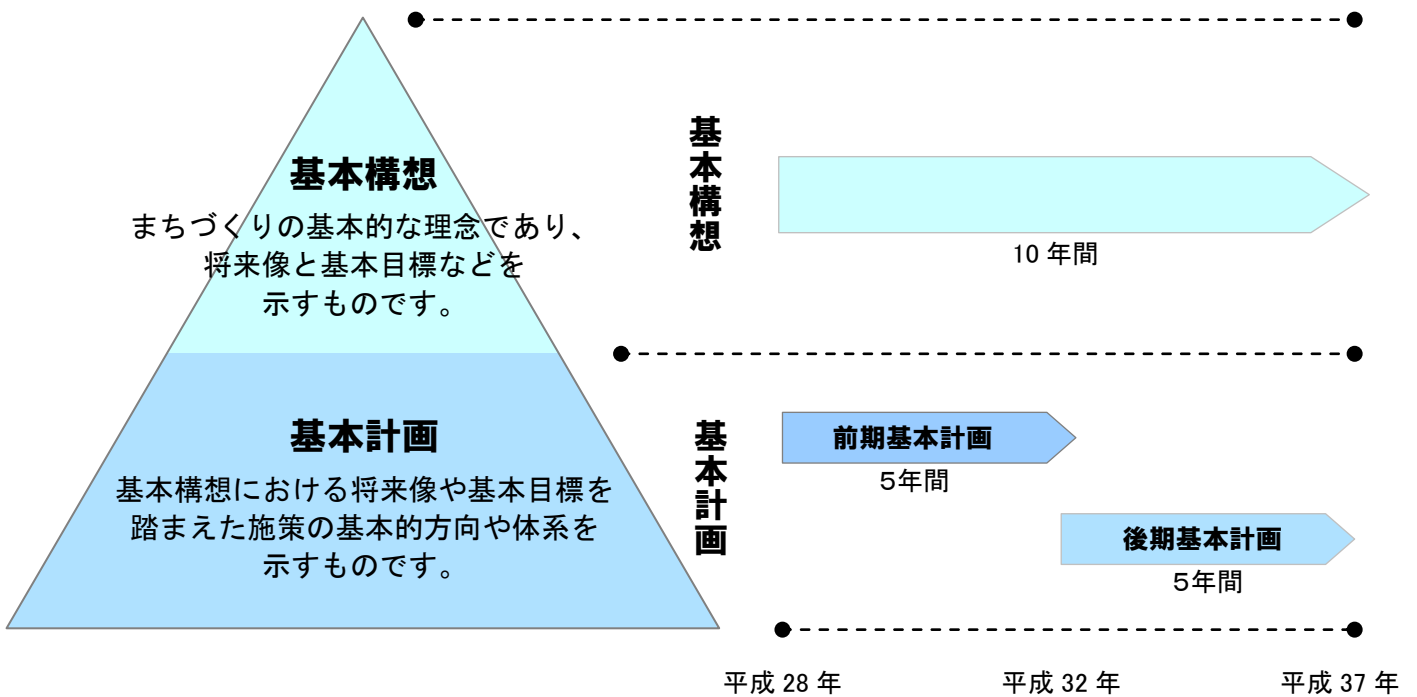 基本構想
まちづくりの基本的な理念であり、
将来像と基本目標などを
示すものです。
基本構想
10 年間
基本計画
基本構想における将来像や基本目標を
踏まえた施策の基本的方向や体系を
示すものです。
基本計画
前期基本計画
5年間
後期基本計画
5年間
平成 28 年
平成 32 年
平成 37 年